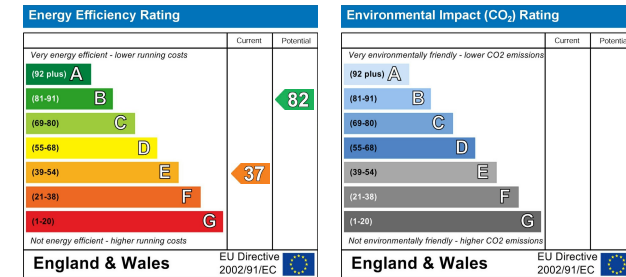 Energy Efficiency Rating
Current Potential
Very energy efficient - lower running costs
(92 plus) A
(81-91) B
82
(69-80) C
(55-68) D
(39-54) E
37
(21-38) F
(1-20) G
Not energy efficient - higher running costs
England & Wales
EU Directive
2002/91/EC
Environmental Impact (CO₂) Rating
Current Potential
Very environmentally friendly - lower CO2 emissions
(92 plus) A
(81-91) B
(69-80) C
(55-68) D
(39-54) E
(21-38) F
(1-20) G
Not environmentally friendly - higher CO2 emissions
England & Wales
EU Directive
2002/91/EC